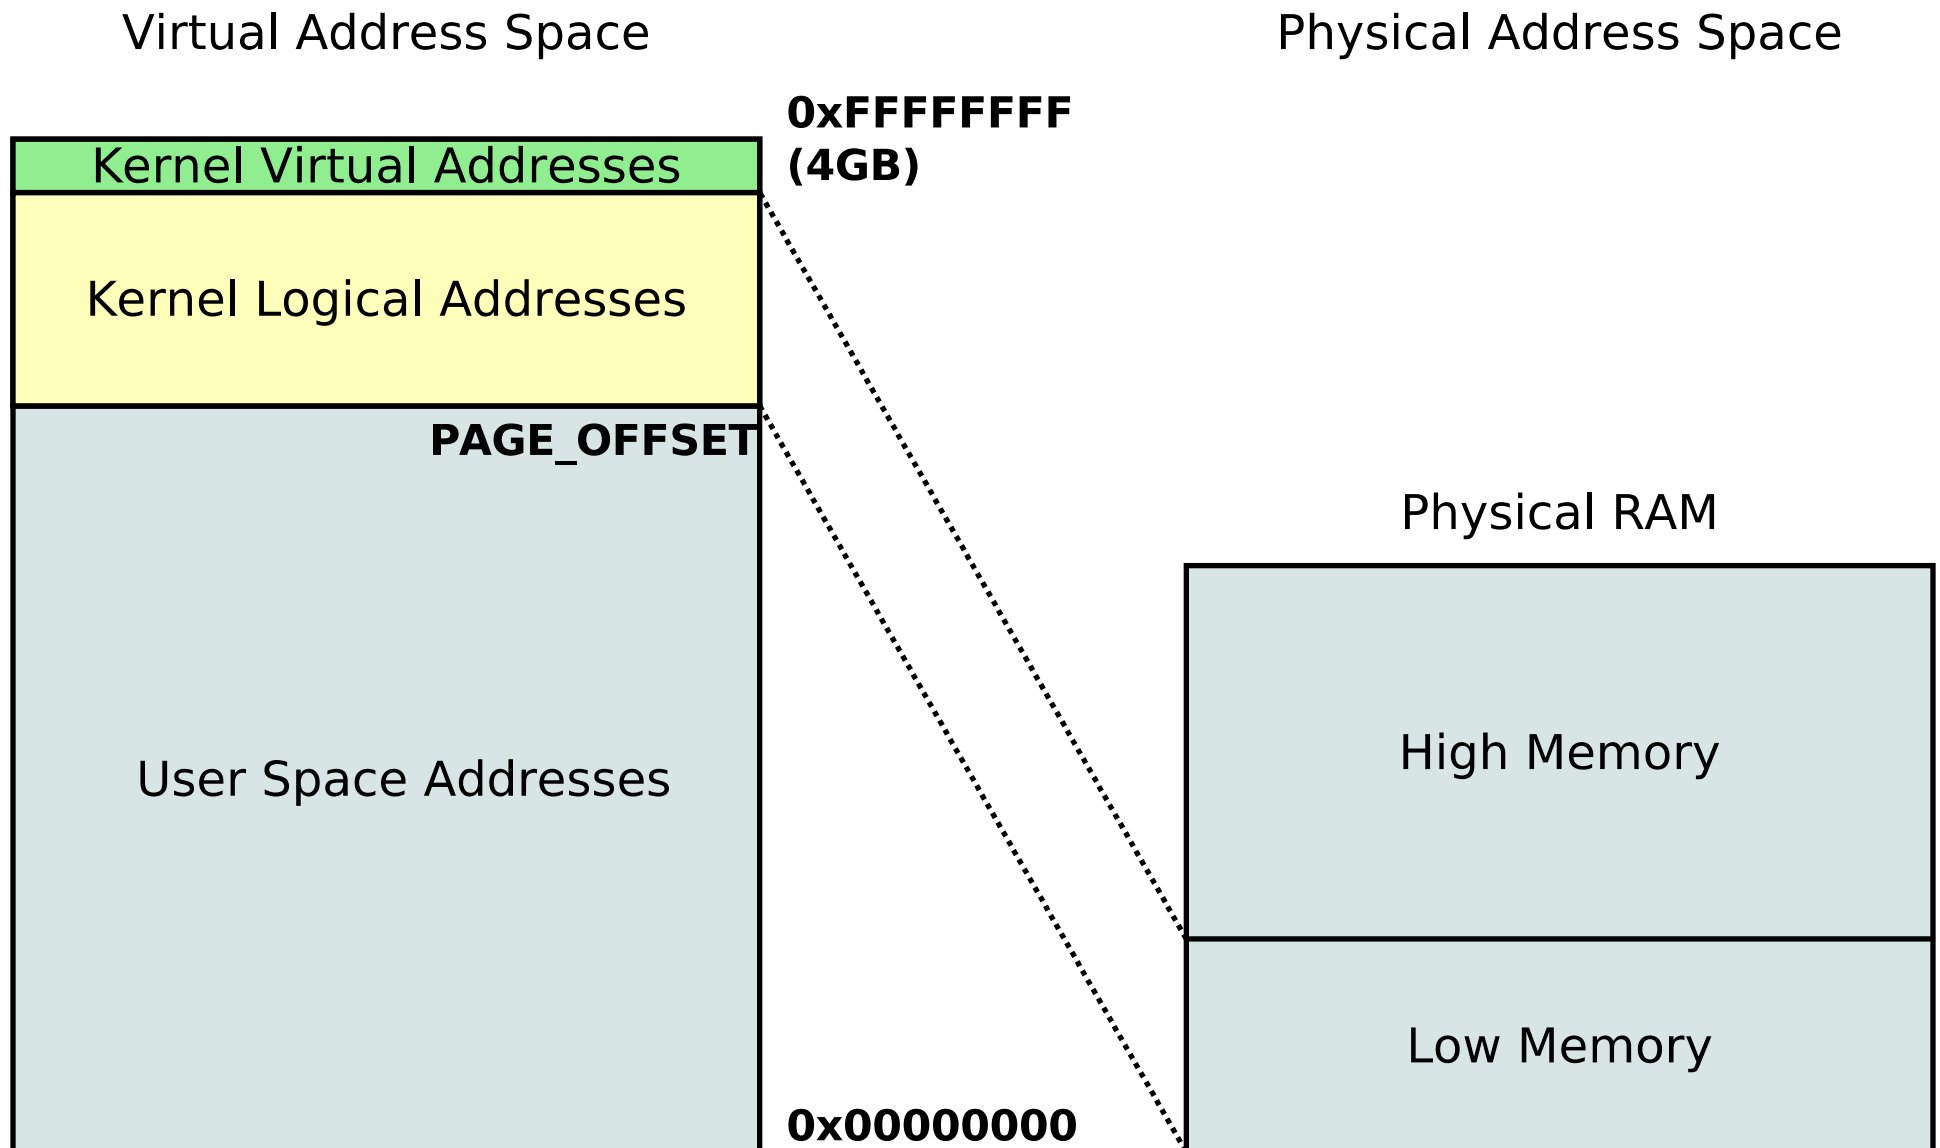 Virtual Address Space
Physical Address Space
0xFFFFFFFF
(4GB)
Kernel Virtual Addresses
Kernel Logical Addresses
PAGE_OFFSET
Physical RAM
High Memory
User Space Addresses
Low Memory
0x00000000